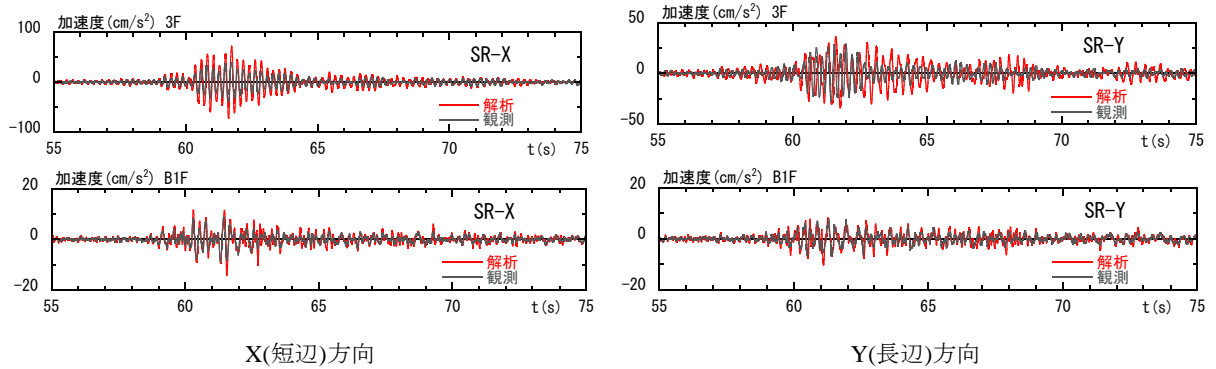 加速度(cm/s²) 3F
100
0
-100
SR-X
解析
観測
55 60 65 70 75
t(s)
加速度(cm/s²) B1F
20
0
-20
SR-X
解析
観測
55 60 65 70 75
t(s)
X(短辺)方向
加速度(cm/s²) 3F
50
0
-50
SR-Y
解析
観測
55 60 65 70 75
t(s)
加速度(cm/s²) B1F
20
0
-20
SR-Y
解析
観測
55 60 65 70 75
t(s)
Y(長辺)方向